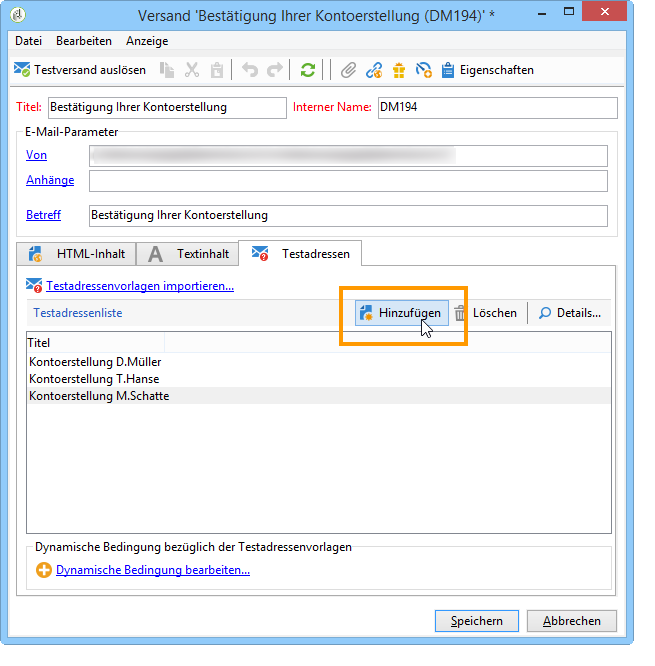 Versand 'Bestätigung Ihrer Kontoerstellung (DM194)' *
Datei Bearbeiten Anzeige
Testversand auslösen Eigenschaften
Titel: Bestätigung Ihrer Kontoerstellung Interner Name: DM194
E-Mail-Parameter
Von
Anhänge
Betreff Bestätigung Ihrer Kontoerstellung
HTML-Inhalt Textinhalt Testadressen
Testadressenvorlagen importieren...
Testadressenliste Hinzufügen Löschen Details...
Titel
Kontoerstellung D.Müller
Kontoerstellung T.Hanse
Kontoerstellung M.Schatte
Dynamische Bedingung bezüglich der Testadressenvorlagen
Dynamische Bedingung bearbeiten...
Speichern Abbrechen